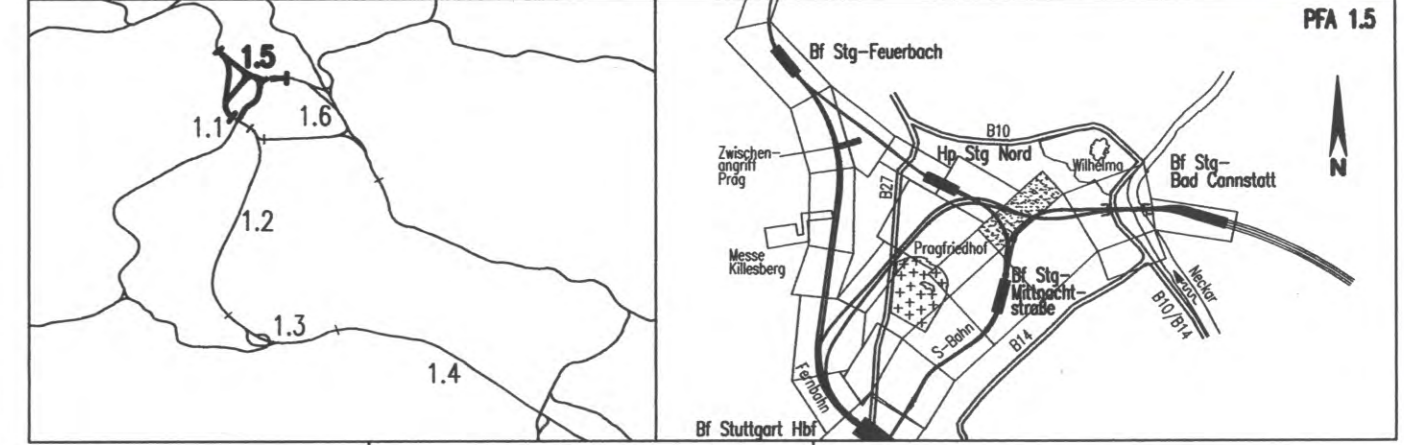 1.5
1.6
1.1
1.2
1.3
1.4
PFA 1.5
Bf Stg-Feuerbach
B10
Zwischen-
angriff
Prag
Hp Stg Nord
Wilhelma
Bf Stg-
Bad Cannstatt
N
B27
Messe
Killesberg
Pragfriedhof
Bf Stg-
Mittnacht-
straße
Neckar
B10/B14
S-Bahn
B14
Fernbahn
Bf Stuttgart Hbf